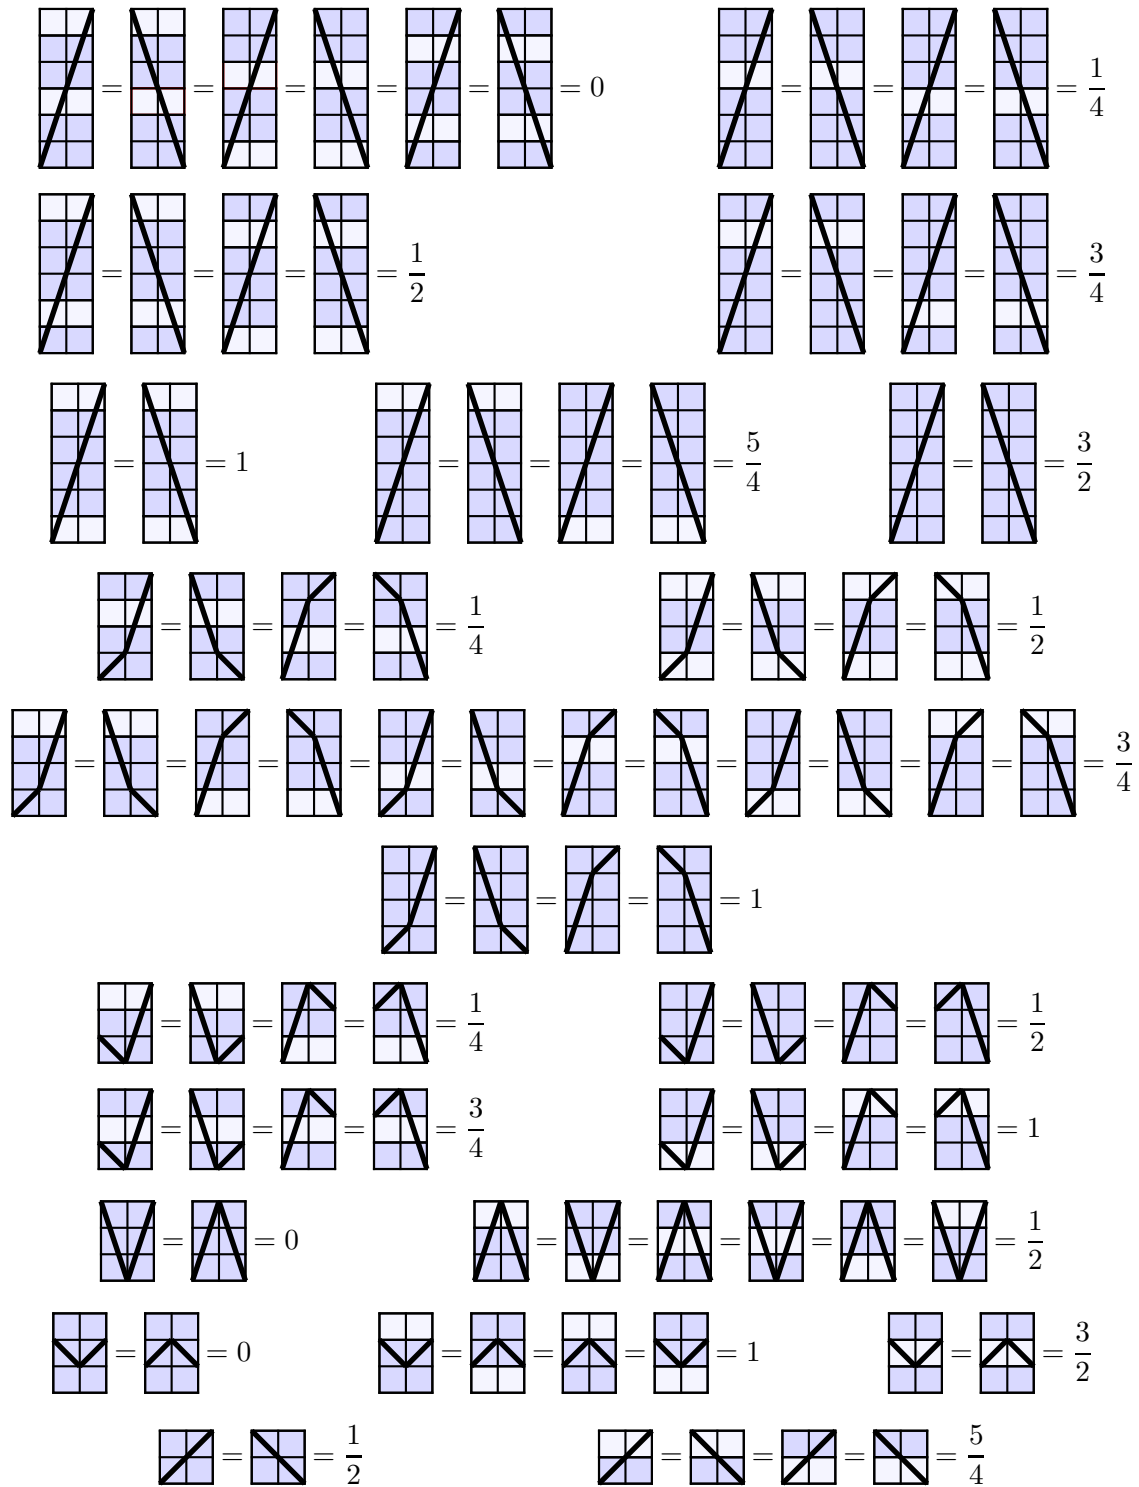 = = = = = = 0 = = = = 1/4
= = = = 1/2 = = = = 3/4
= = 1 = = = = 5/4 = = 3/2
= = = = 1/4 = = = = 1/2
= = = = = = = = = = = = 3/4
= = = = 1
= = = = 1/4 = = = = 1/2
= = = = 3/4 = = = = 1
= = 0 = = = = = = 1/2
= = 0 = = = = 1 = = 3/2
= = 1/2 = = = = 5/4